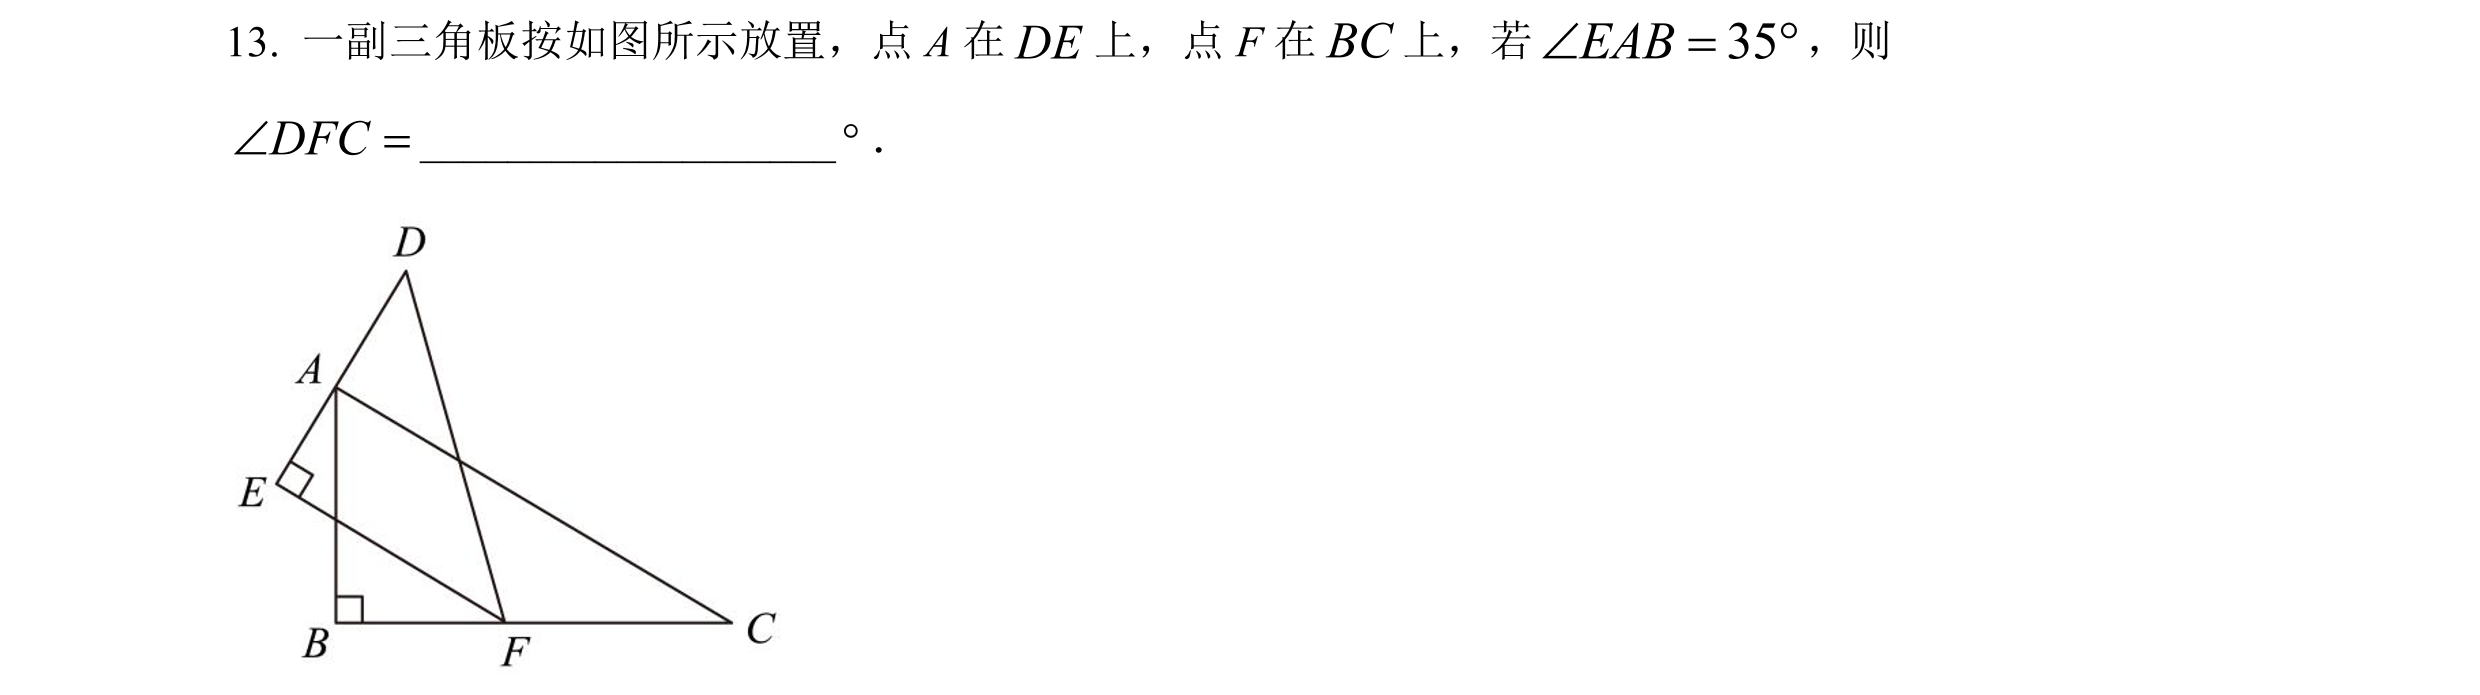 13. 一副三角板按如图所示放置，点 A 在 DE 上，点 F 在 BC 上，若 ∠EAB = 35°，则
∠DFC = ___________________°．
D
A
E
B
F
C